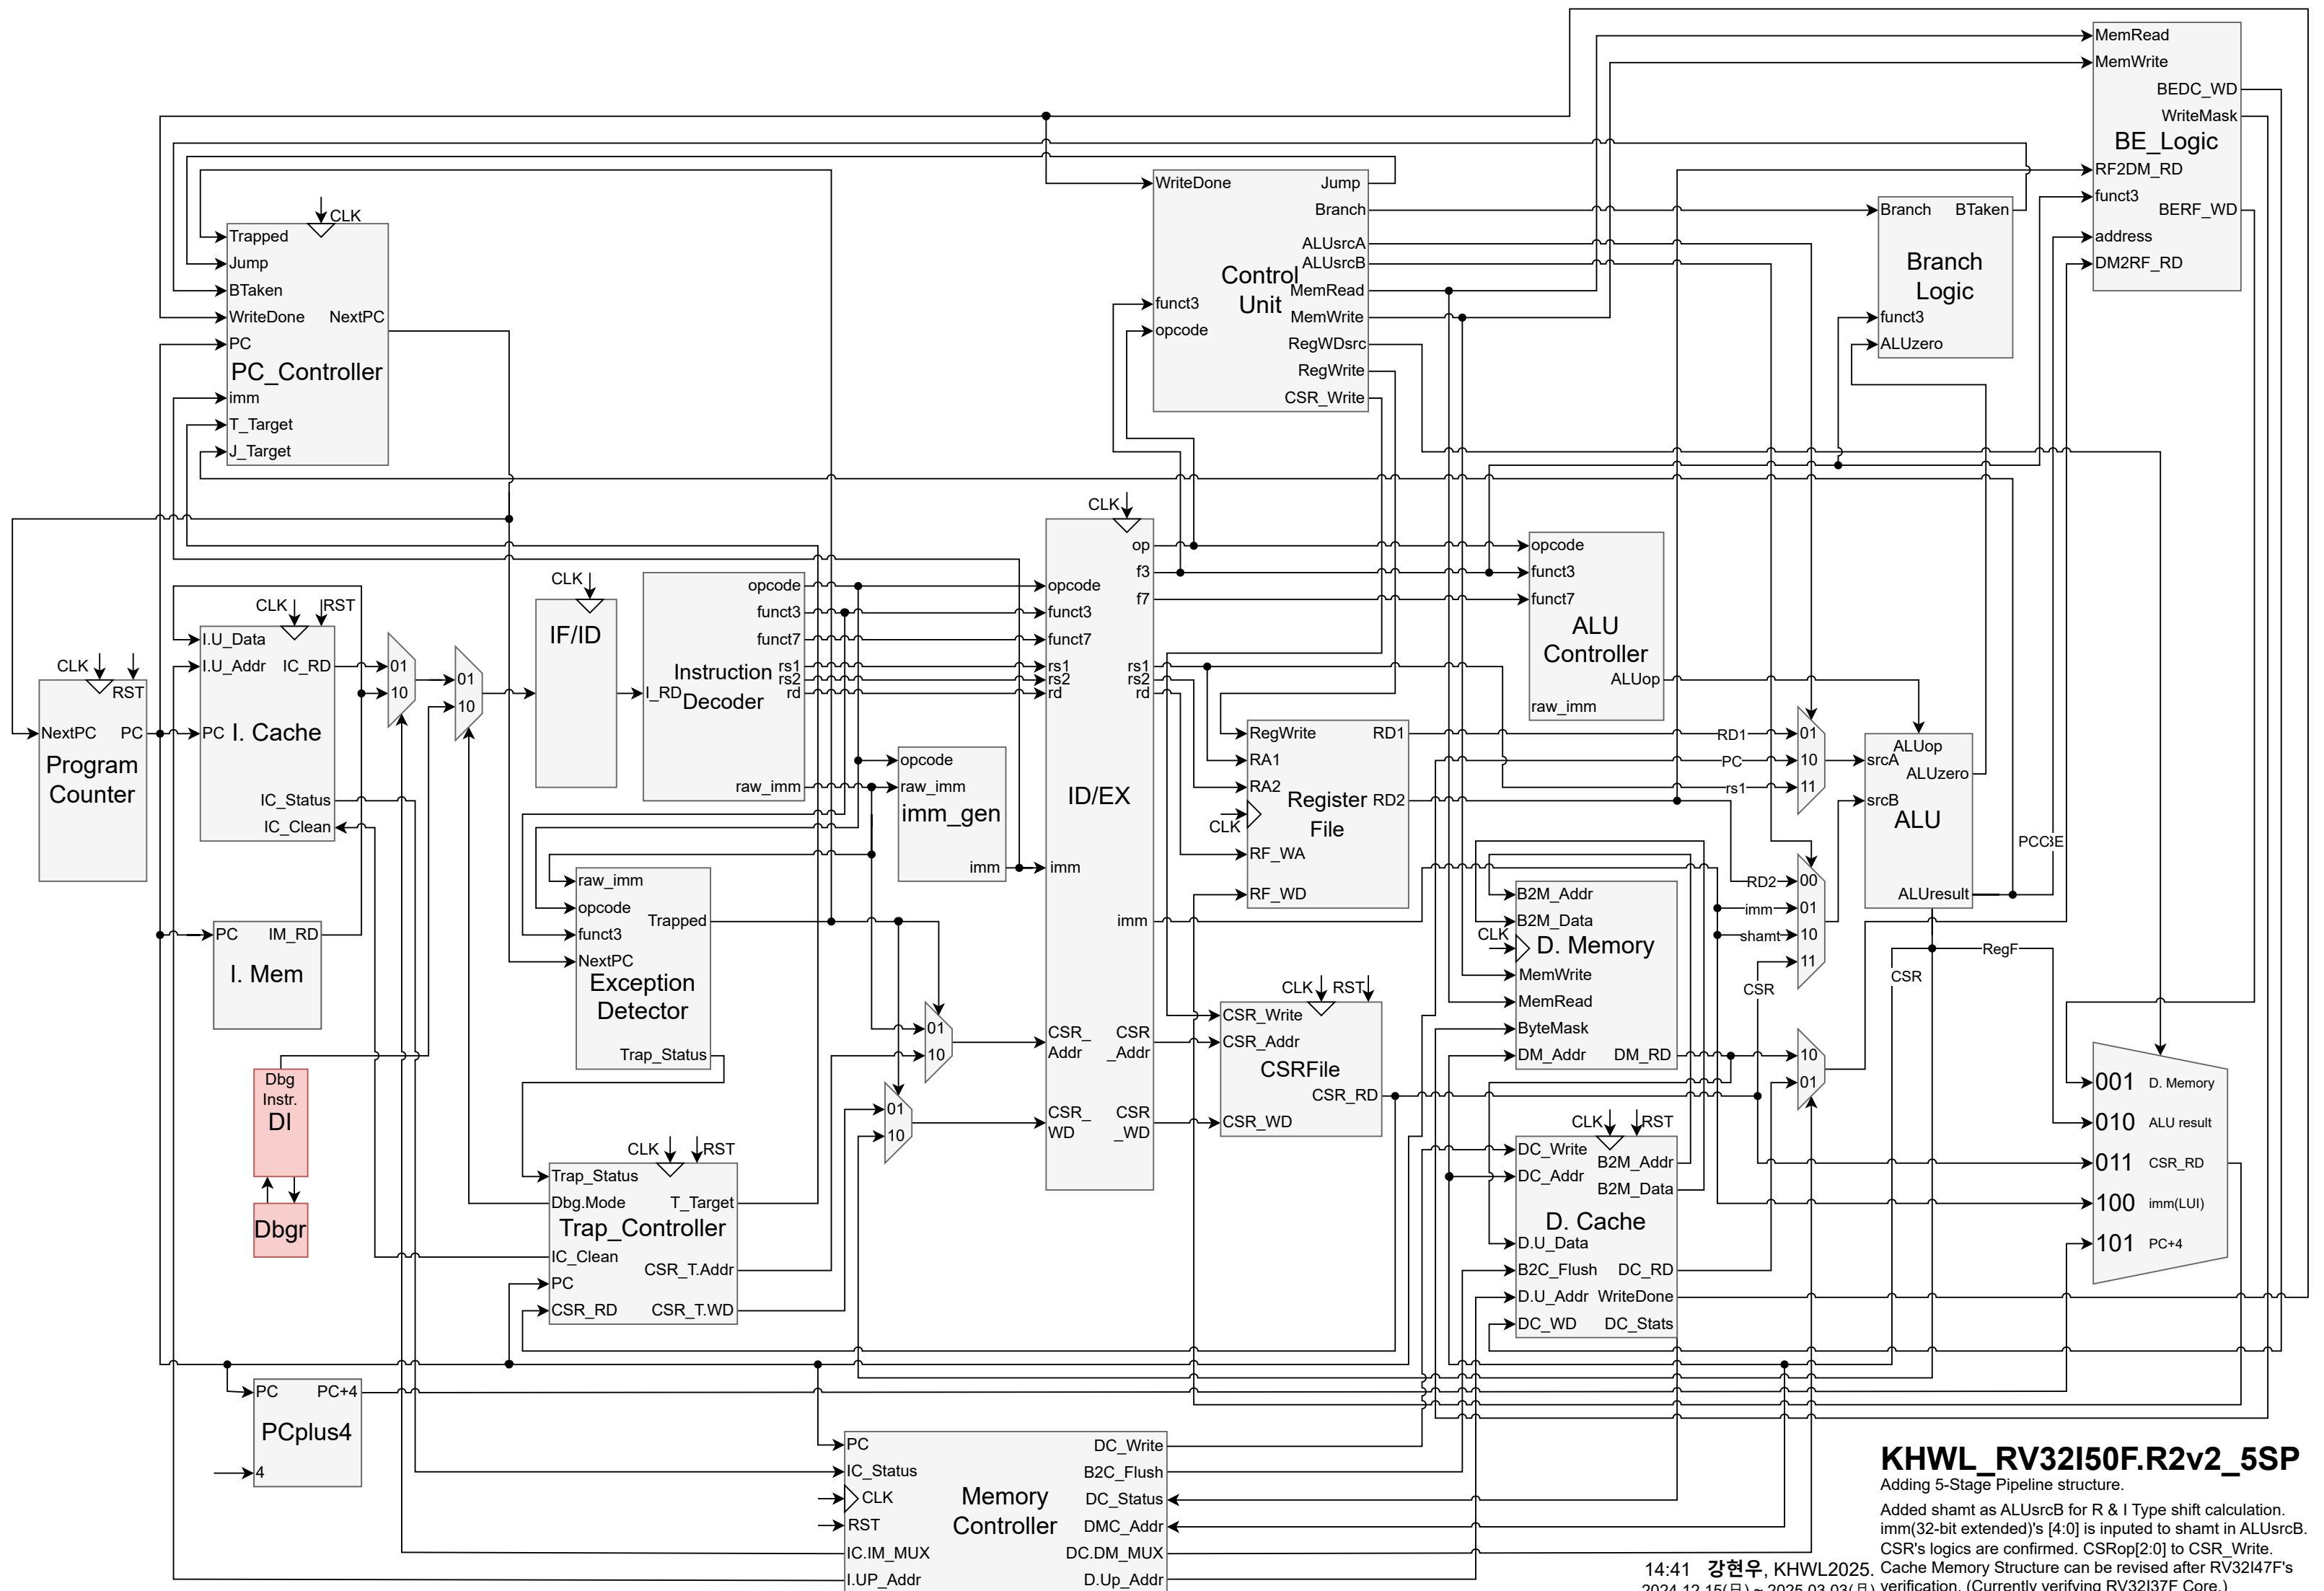 MemRead
MemWrite
BEDC_WD
WriteMask
BE_Logic
RF2DM_RD
funct3
BERF_WD
address
DM2RF_RD
WriteDone
Jump
Branch
ALUsrcA
ALUsrcB
Control
Unit
MemRead
funct3
MemWrite
opcode
RegWDsrc
RegWrite
CSR_Write
Branch
BTaken
Branch
Logic
funct3
ALUzero
CLK
Trapped
Jump
BTaken
WriteDone
NextPC
PC
PC_Controller
imm
T_Target
J_Target
CLK
RST
NextPC
PC
Program
Counter
CLK
RST
I.U_Data
I.U_Addr
IC_RD
PC
I. Cache
IC_Status
IC_Clean
01
10
01
10
PC
IM_RD
I. Mem
CLK
IF/ID
opcode
funct3
funct7
Instruction
rs1
rs2
I_RD
rd
Decoder
raw_imm
opcode
raw_imm
imm_gen
imm
CLK
op
f3
f7
opcode
funct3
funct7
rs1
rs2
rd
rs1
rs2
rd
ID/EX
imm
imm
CSR_
Addr
CSR
_Addr
CSR_
WD
CSR
_WD
opcode
funct3
funct7
ALU
Controller
ALUop
raw_imm
RegWrite
RD1
RA1
RA2
Register
RD2
CLK
File
RF_WA
RF_WD
RD1
01
PC
10
rs1
11
ALUop
srcA
ALUzero
srcB
ALU
ALUresult
RD2
00
imm
01
shamt
10
11
CSR
CSR
RegF
raw_imm
opcode
Trapped
funct3
NextPC
Exception
Detector
Trap_Status
01
10
01
10
B2M_Addr
B2M_Data
CLK
D. Memory
MemWrite
MemRead
ByteMask
DM_Addr
DM_RD
10
01
CLK
RST
CSR_Write
CSR_Addr
CSRFile
CSR_RD
CSR_WD
Dbg
Instr.
DI
Dbgr
CLK
RST
Trap_Status
Dbg.Mode
T_Target
Trap_Controller
IC_Clean
CSR_T.Addr
PC
CSR_RD
CSR_T.WD
CLK
RST
DC_Write
B2M_Addr
DC_Addr
B2M_Data
D. Cache
D.U_Data
B2C_Flush
DC_RD
D.U_Addr
WriteDone
DC_WD
DC_Stats
001
D. Memory
010
ALU result
011
CSR_RD
100
imm(LUI)
101
PC+4
PC
PC+4
PCplus4
4
PC
DC_Write
IC_Status
B2C_Flush
CLK
Memory
DC_Status
RST
Controller
DMC_Addr
IC.IM_MUX
DC.DM_MUX
I.UP_Addr
D.Up_Addr
KHWL_RV32I50F.R2v2_5SP
Adding 5-Stage Pipeline structure.
Added shamt as ALUsrcB for R & I Type shift calculation.
imm(32-bit extended)'s [4:0] is inputed to shamt in ALUsrcB.
CSR's logics are confirmed. CSRop[2:0] to CSR_Write.
Cache Memory Structure can be revised after RV32I47F's
verification. (Currently verifying RV32I37F Core.)
14:41 강현우, KHWL2025.
2024.12.15(日) ~ 2025.03.03(月)